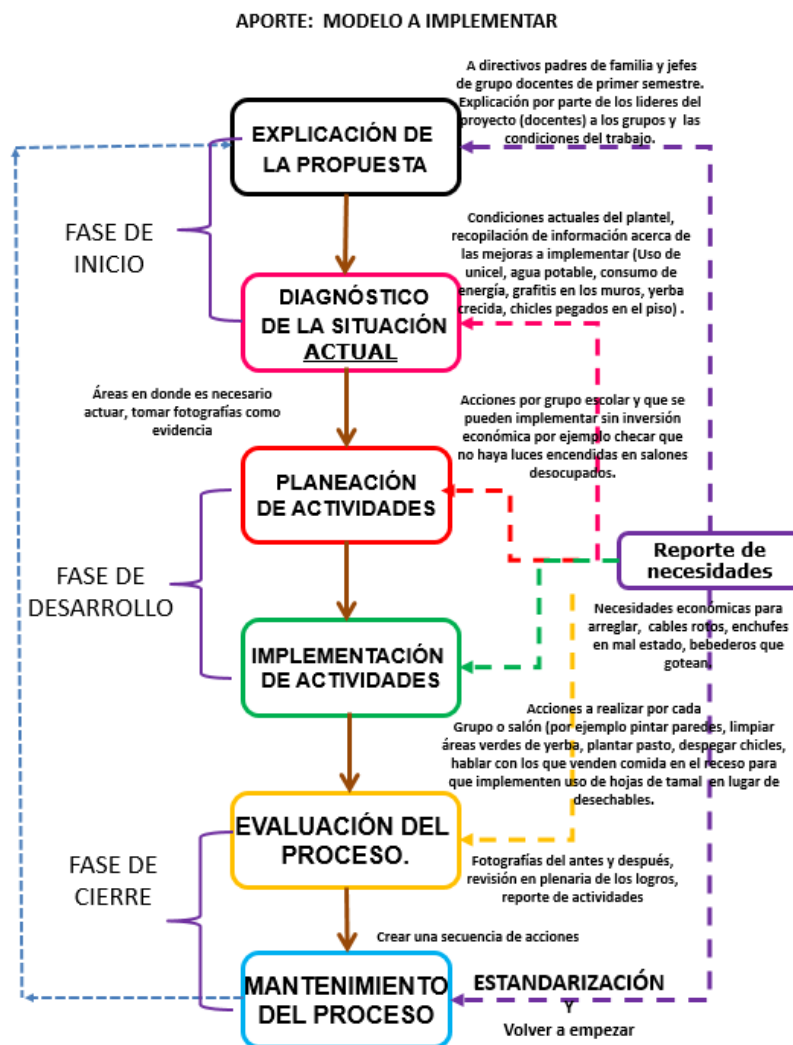 APORTE: MODELO A IMPLEMENTAR
A directivos padres de familia y jefes
de grupo docentes de primer semestre.
Explicación por parte de los lideres del
proyecto (docentes) a los grupos y las
condiciones del trabajo.
EXPLICACIÓN DE
LA PROPUESTA
FASE DE
INICIO
Condiciones actuales del plantel,
recopilación de información acerca de
las mejoras a implementar (Uso de
unicel, agua potable, consumo de
energía, grafitis en los muros, yerba
crecida, chicles pegados en el piso) .
DIAGNÓSTICO
DE LA SITUACIÓN
ACTUAL
Áreas en donde es necesario
actuar, tomar fotografías como
evidencia
Acciones por grupo escolar y que se
pueden implementar sin inversión
económica por ejemplo checar que
no haya luces encendidas en salones
desocupados.
PLANEACIÓN
DE ACTIVIDADES
Reporte de
necesidades
FASE DE
DESARROLLO
Necesidades económicas para
arreglar, cables rotos, enchufes
en mal estado, bebederos que
gotean.
IMPLEMENTACIÓN
DE ACTIVIDADES
Acciones a realizar por cada
Grupo o salón (por ejemplo pintar paredes, limpiar
áreas verdes de yerba, plantar pasto, despegar chicles,
hablar con los que venden comida en el receso para
que implementen uso de hojas de tamal en lugar de
desechables.
EVALUACIÓN DEL
PROCESO.
FASE DE
CIERRE
Fotografías del antes y después,
revisión en plenaria de los logros,
reporte de actividades
Crear una secuencia de acciones
MANTENIMIENTO
DEL PROCESO
ESTANDARIZACIÓN
Y
Volver a empezar